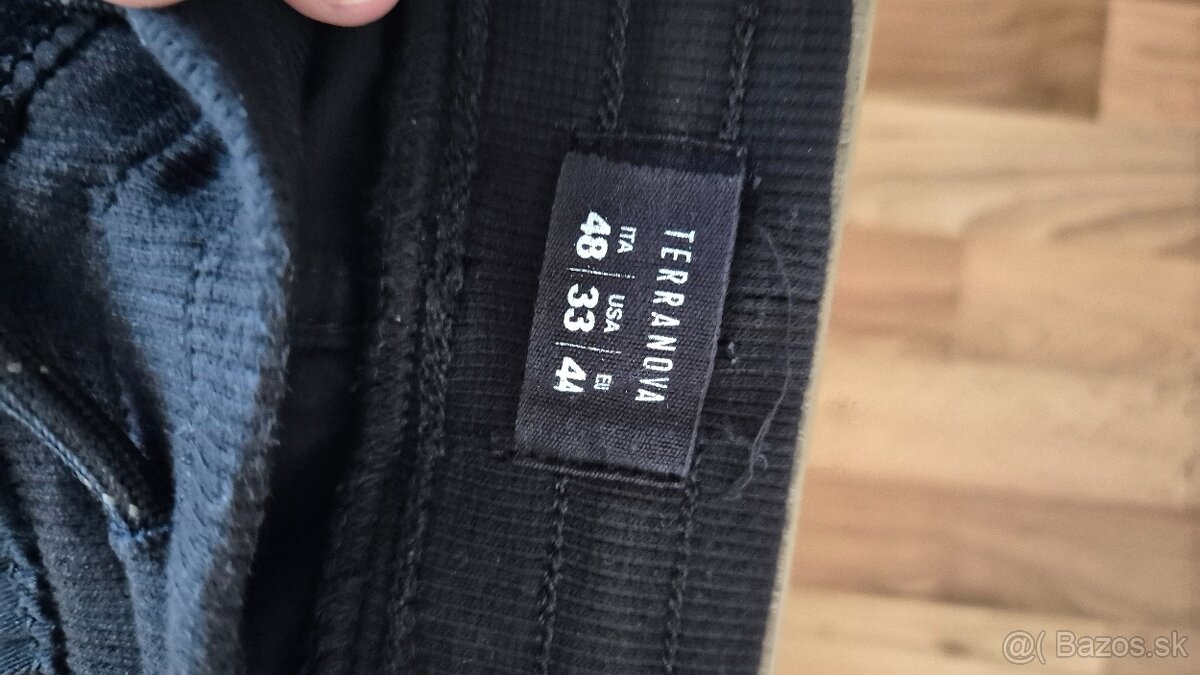 TERRANOVA
ITA | USA | EU
48 | 33 | 44
@( Bazos.sk